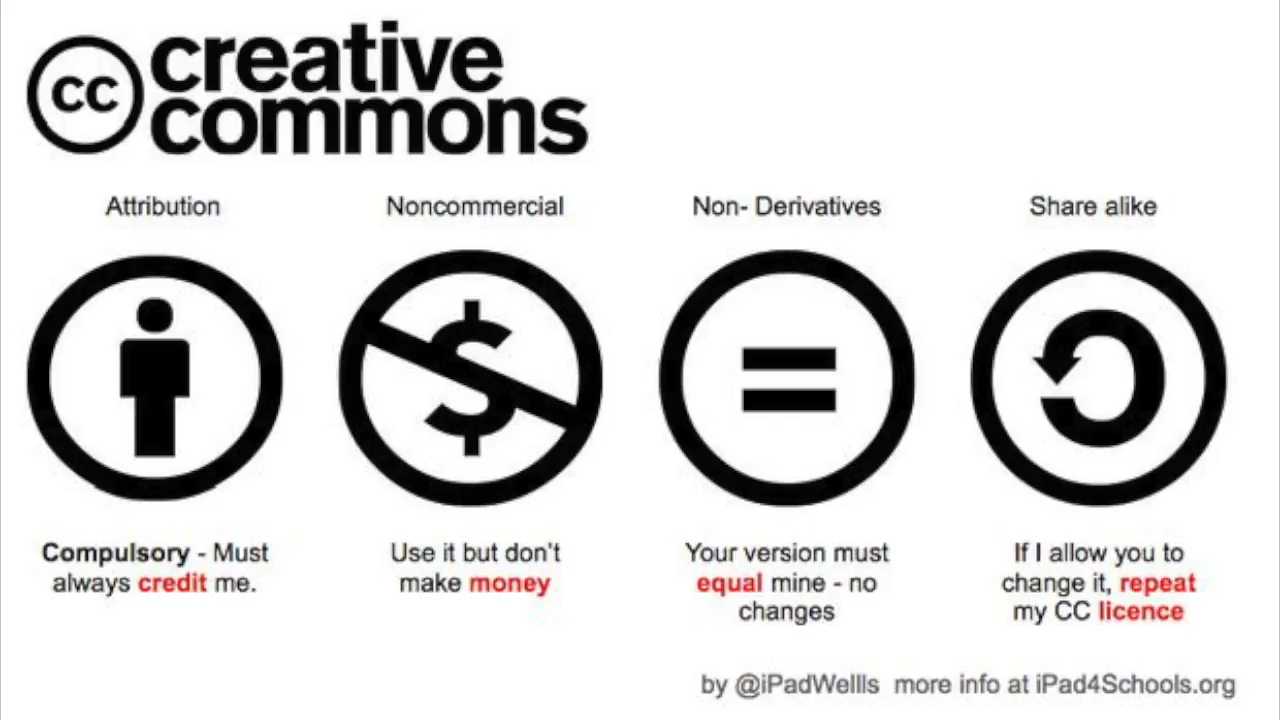 cc creative
commons
Attribution
Noncommercial
Non- Derivatives
Share alike
Compulsory - Must
always credit me.
Use it but don't
make money
Your version must
equal mine - no
changes
If I allow you to
change it, repeat
my CC licence
by @iPadWellls more info at iPad4Schools.org